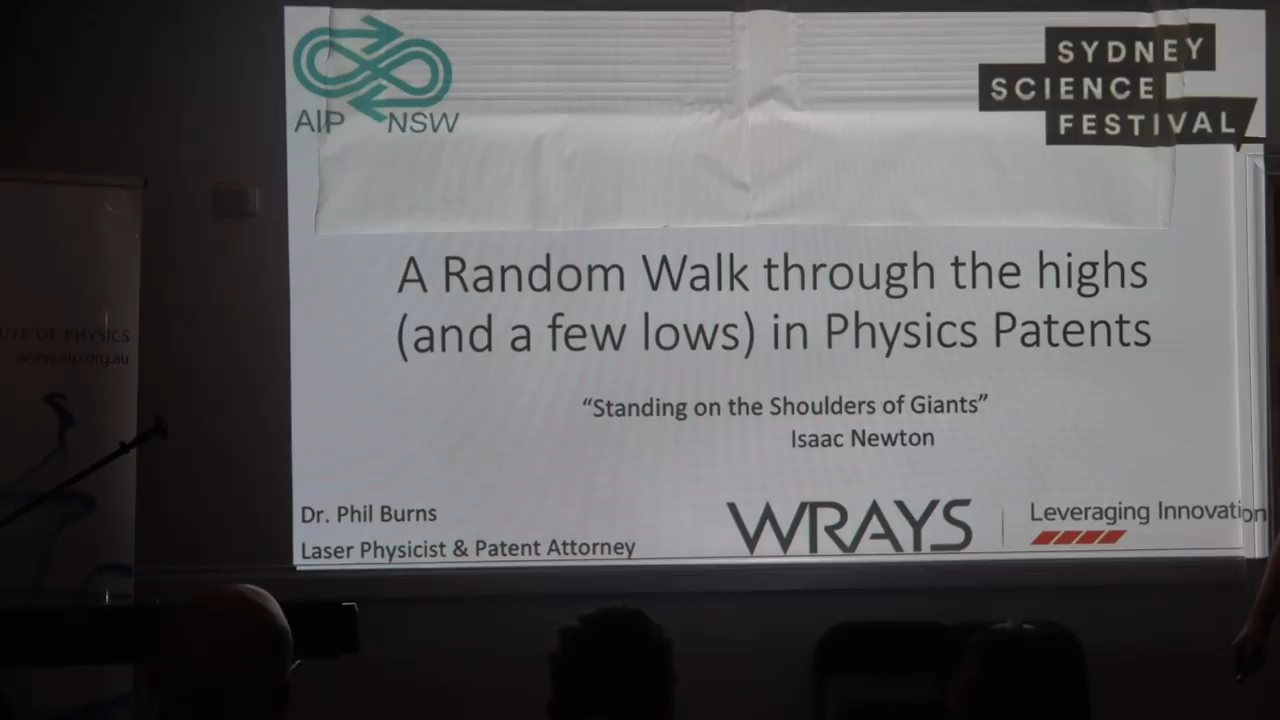 AIP NSW
SYDNEY
SCIENCE
FESTIVAL
A Random Walk through the highs
(and a few lows) in Physics Patents
“Standing on the Shoulders of Giants”
Isaac Newton
Dr. Phil Burns
Laser Physicist & Patent Attorney
WRAYS
Leveraging Innovation
OF PHYSICS
www.aip.org.au